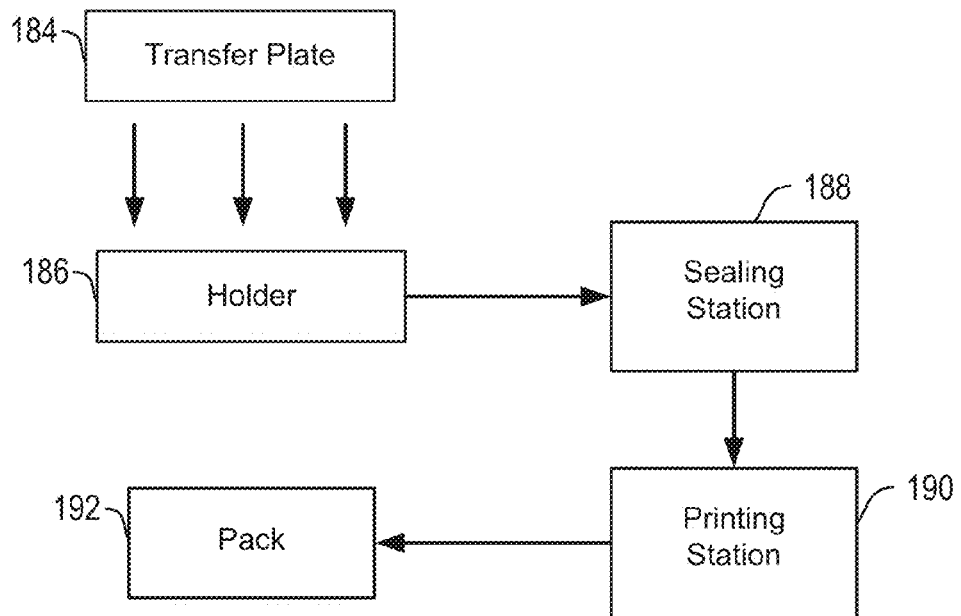 184
Transfer Plate
186
Holder
188
Sealing
Station
190
Printing
Station
192
Pack